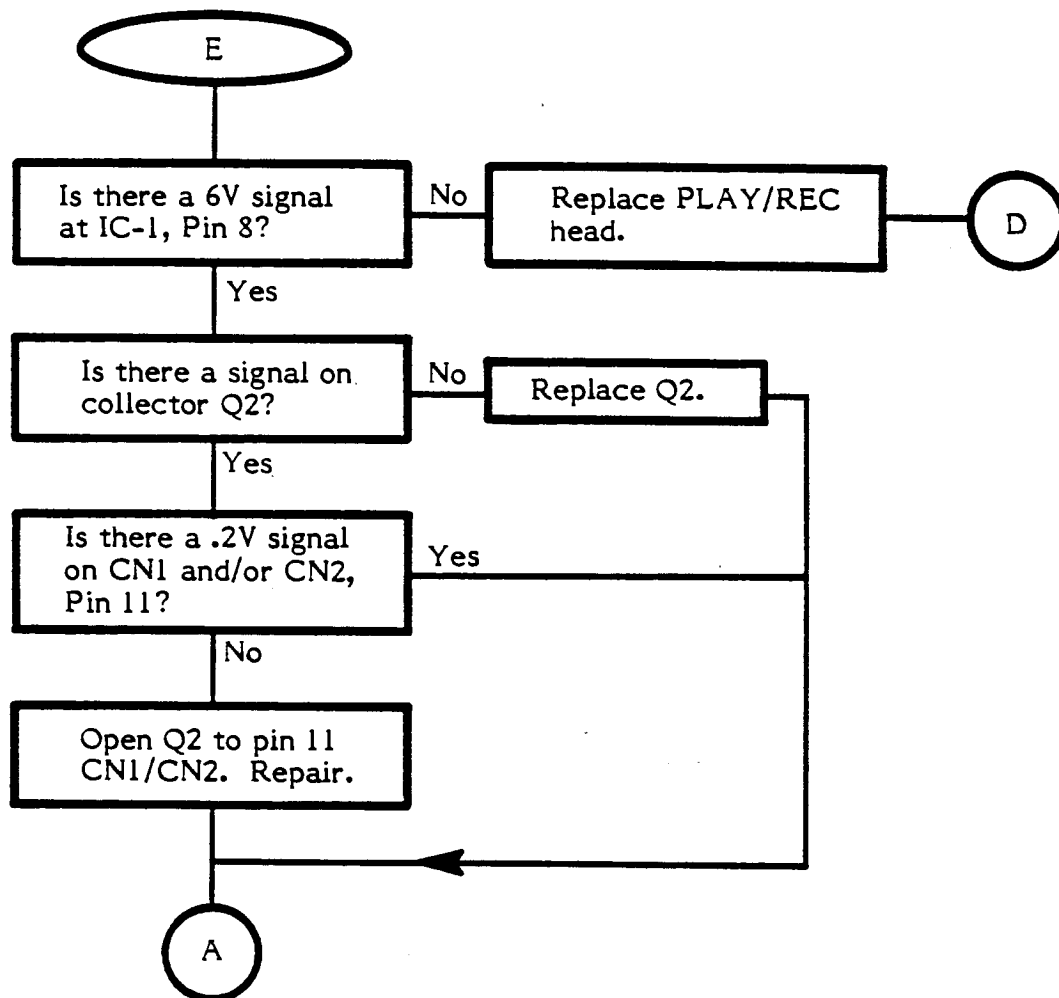 E
Is there a 6V signal
at IC-1, Pin 8?
No
Replace PLAY/REC
head.
D
Yes
Is there a signal on
collector Q2?
No
Replace Q2.
Yes
Is there a .2V signal
on CN1 and/or CN2,
Pin 11?
Yes
No
Open Q2 to pin 11
CN1/CN2. Repair.
A